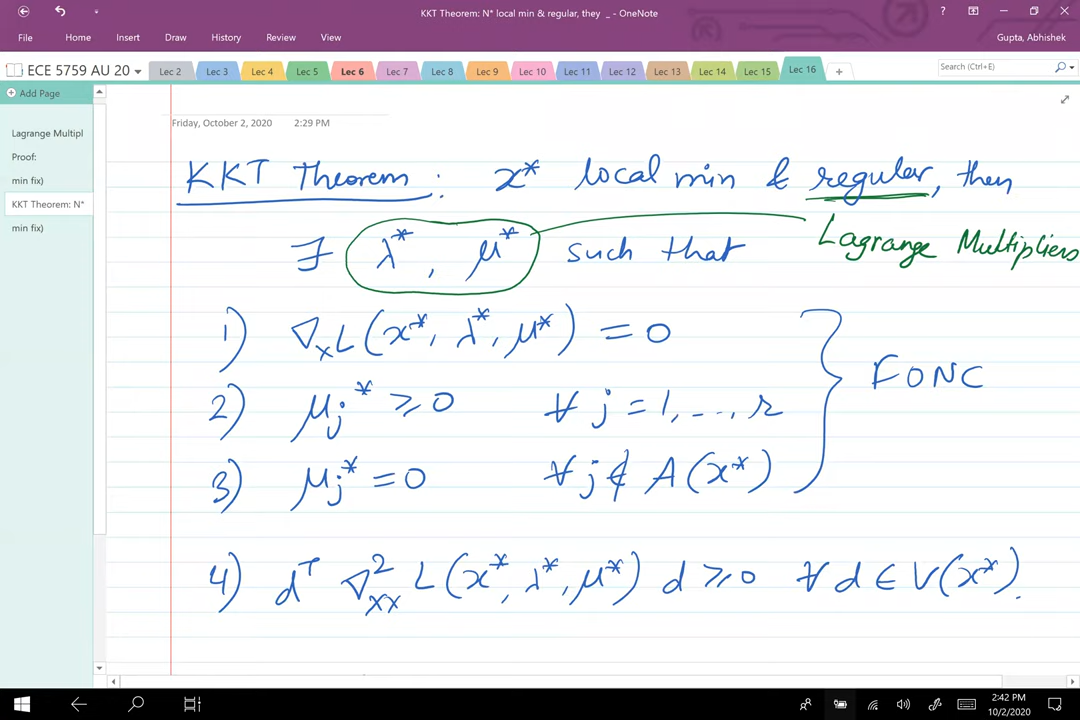 KKT Theorem: N* local min & regular, they _ - OneNote
Gupta, Abhishek
File Home Insert Draw History Review View
ECE 5759 AU 20
Lec 2 Lec 3 Lec 4 Lec 5 Lec 6 Lec 7 Lec 8 Lec 9 Lec 10 Lec 11 Lec 12 Lec 13 Lec 14 Lec 15 Lec 16
Search (Ctrl+E)
Add Page
Lagrange Multipl
Proof:
min fix)
KKT Theorem: N*
min fix)
Friday, October 2, 2020 2:29 PM
KKT Theorem: x* local min & regular, then
∃ λ*, μ* such that Lagrange Multipliers
1) ∇xL(x*, λ*, μ*) = 0
2) μj* ≥ 0 ∀ j = 1, ..., r
FONC
3) μj* = 0 ∀ j ∉ A(x*)
4) dᵀ ∇²xx L(x*, λ*, μ*) d ≥ 0 ∀ d ∈ V(x*).
2:42 PM
10/2/2020